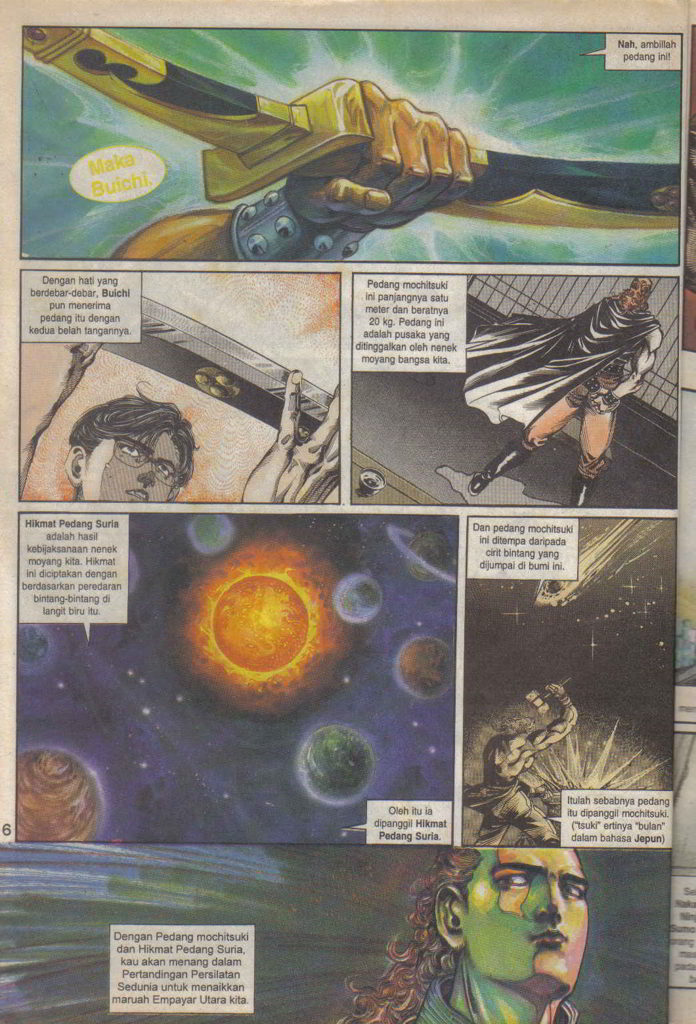 Nah, ambillah
pedang ini!
Maka
Buichi.
Dengan hati yang
berdebar-debar, Buichi
pun menerima
pedang itu dengan
kedua belah tangannya.
Pedang mochitsuki
ini panjangnya satu
meter dan beratnya
20 kg. Pedang ini
adalah pusaka yang
ditinggalkan oleh nenek
moyang bangsa kita.
Hikmat Pedang Suria
adalah hasil
kebijaksanaan nenek
moyang kita. Hikmat
ini diciptakan dengan
berdasarkan peredaran
bintang-bintang di
langit biru itu.
Oleh itu ia
dipanggil Hikmat
Pedang Suria.
Dan pedang mochitsuki
ini ditempa daripada
cirit bintang yang
dijumpai di bumi ini.
Itulah sebabnya pedang
itu dipanggil mochitsuki.
("tsuki" ertinya "bulan"
dalam bahasa Jepun)
6
Dengan Pedang mochitsuki
dan Hikmat Pedang Suria,
kau akan menang dalam
Pertandingan Persilatan
Sedunia untuk menaikkan
maruah Empayar Utara kita.